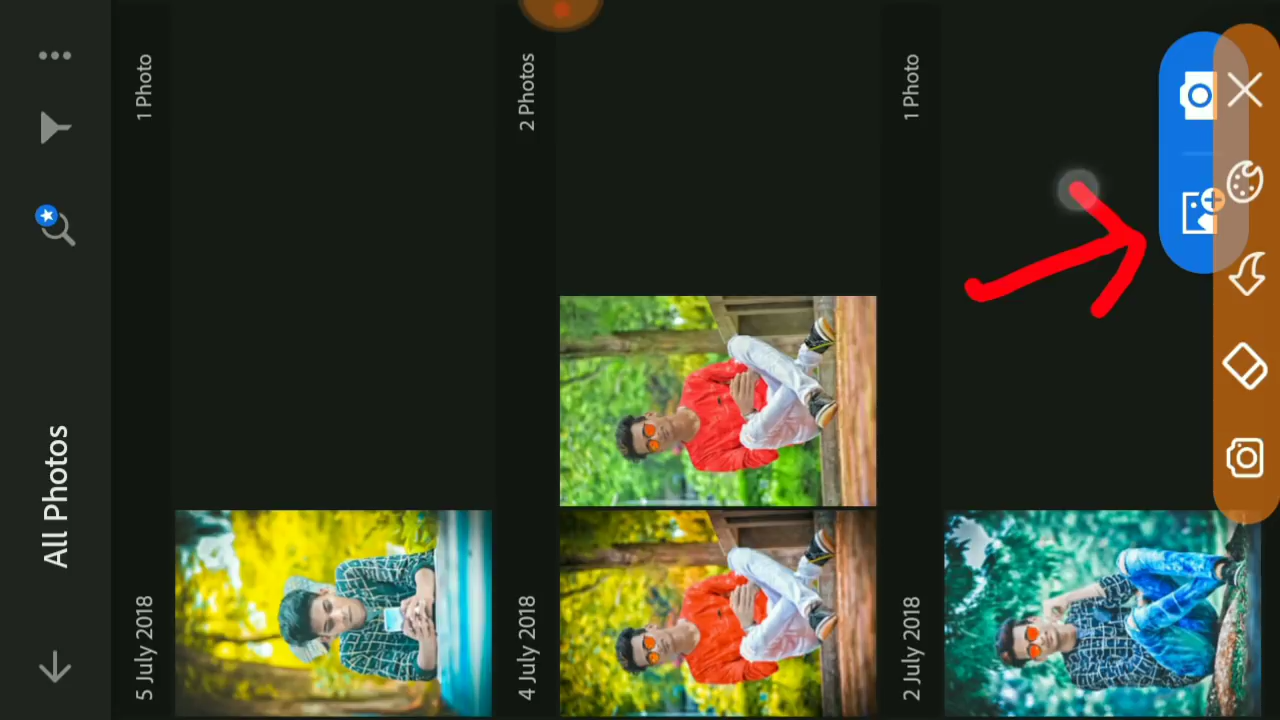 All Photos
5 July 2018
1 Photo
4 July 2018
2 Photos
2 July 2018
1 Photo